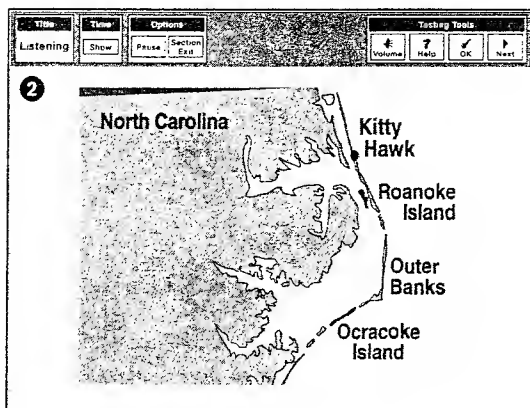 Title
Listening
Time
Show
Options
Pause
Section
Exit
Testing Tools
Volume
?
Help
OK
Next
2
North Carolina
Kitty
Hawk
Roanoke
Island
Outer
Banks
Ocracoke
Island